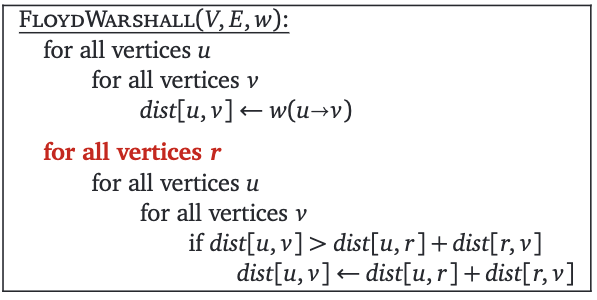 FLOYDWARSHALL(V, E, w):
for all vertices u
for all vertices v
dist[u, v] ← w(u→v)
for all vertices r
for all vertices u
for all vertices v
if dist[u, v] > dist[u, r] + dist[r, v]
dist[u, v] ← dist[u, r] + dist[r, v]